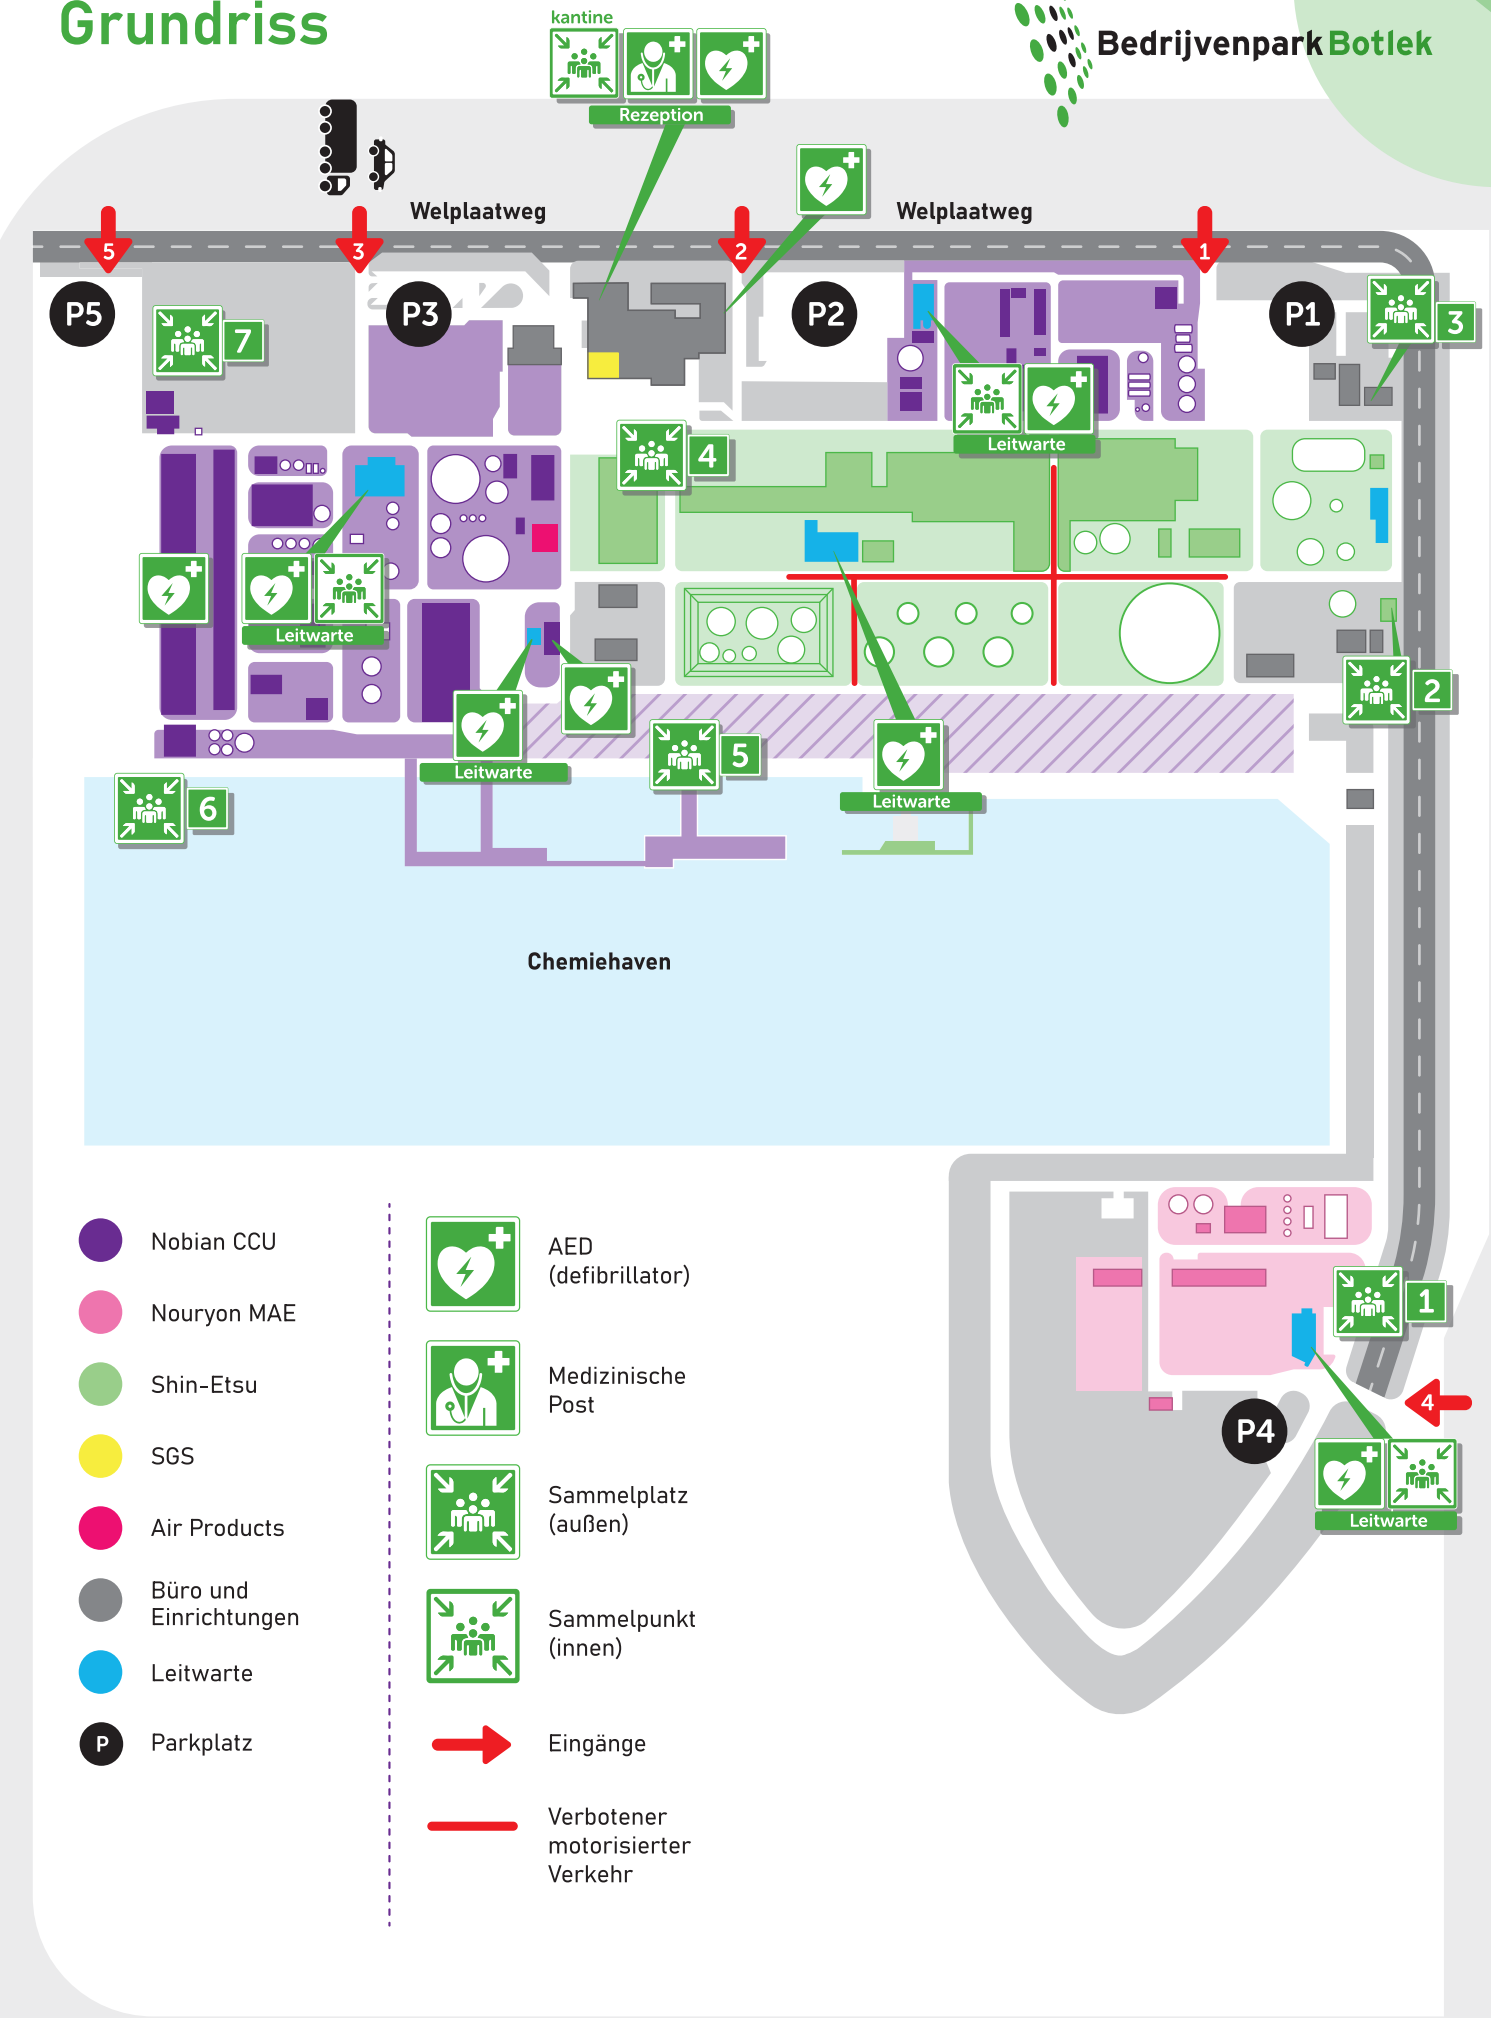 Grundriss
kantine
Bedrijvenpark Botlek
Rezeption
Welplaatweg
Welplaatweg
5
3
2
1
P5
P3
P2
P1
7
3
4
Leitwarte
Leitwarte
2
Leitwarte
5
Leitwarte
6
Chemiehaven
1
4
P4
Leitwarte
Nobian CCU
Nouryon MAE
Shin-Etsu
SGS
Air Products
Büro und
Einrichtungen
Leitwarte
P
Parkplatz
AED
(defibrillator)
Medizinische
Post
Sammelplatz
(außen)
Sammelpunkt
(innen)
Eingänge
Verbotener
motorisierter
Verkehr